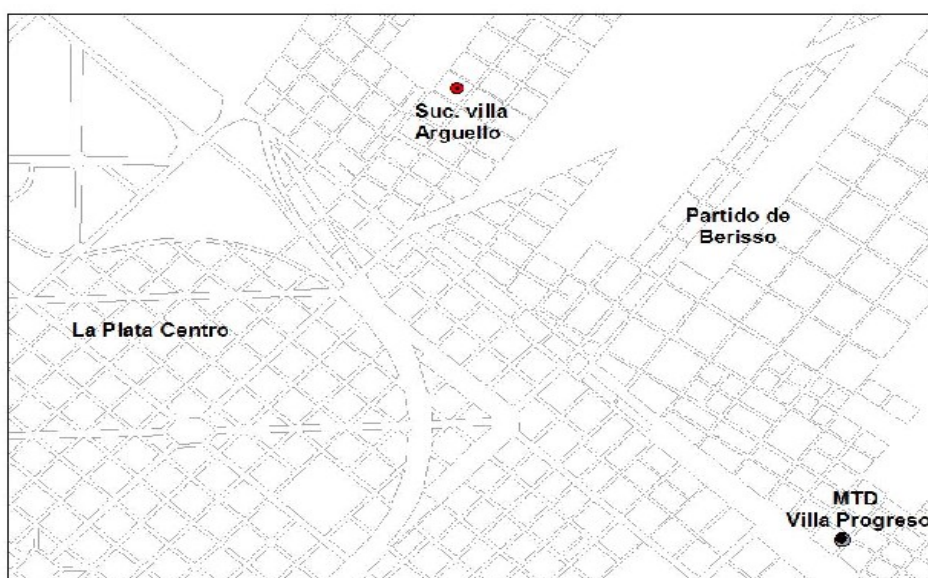 Suc. villa
Arguello
Partido de
Berisso
La Plata Centro
MTD
Villa Progreso